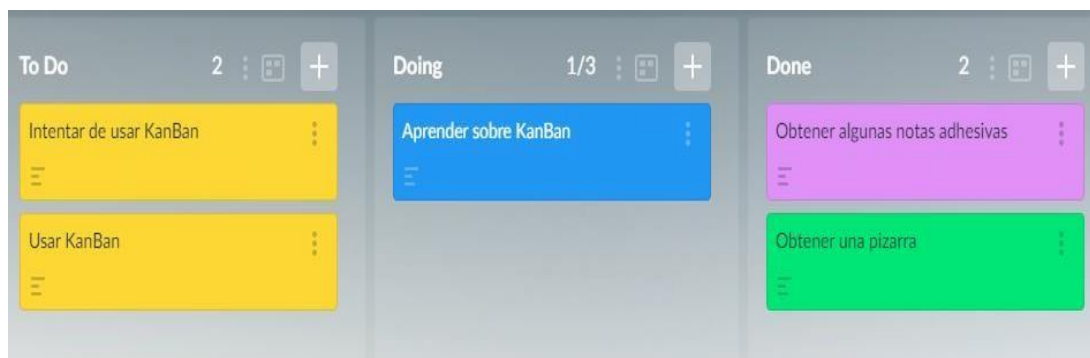 To Do 2
Intentar de usar KanBan
Usar KanBan
Doing 1/3
Aprender sobre KanBan
Done 2
Obtener algunas notas adhesivas
Obtener una pizarra